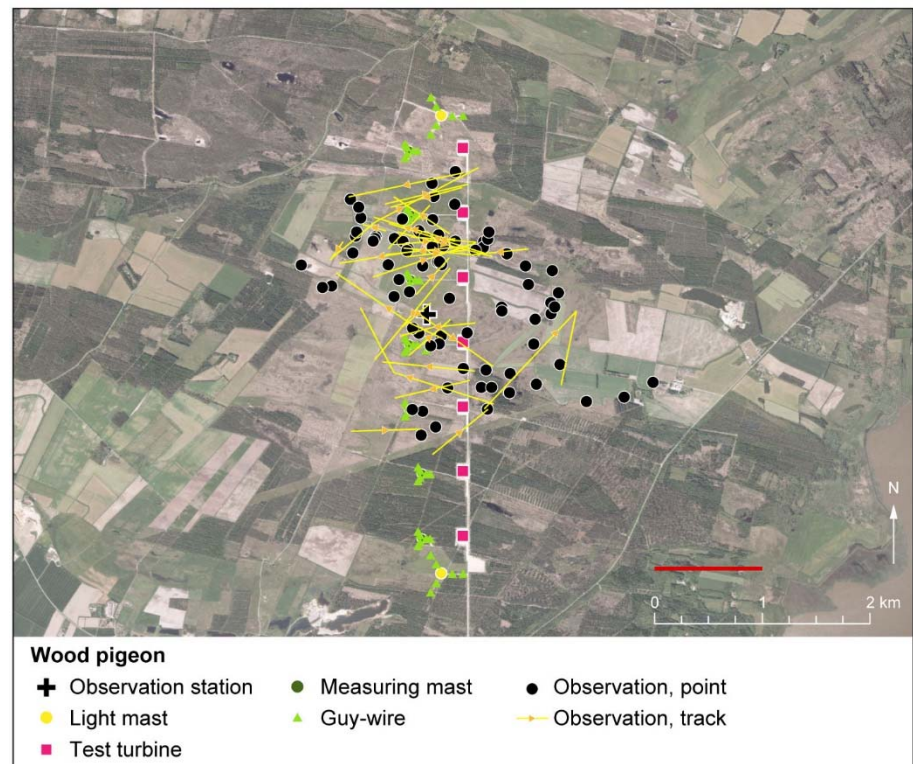 N
0 1 2 km
Wood pigeon
Observation station
Measuring mast
Observation, point
Light mast
Guy-wire
Observation, track
Test turbine